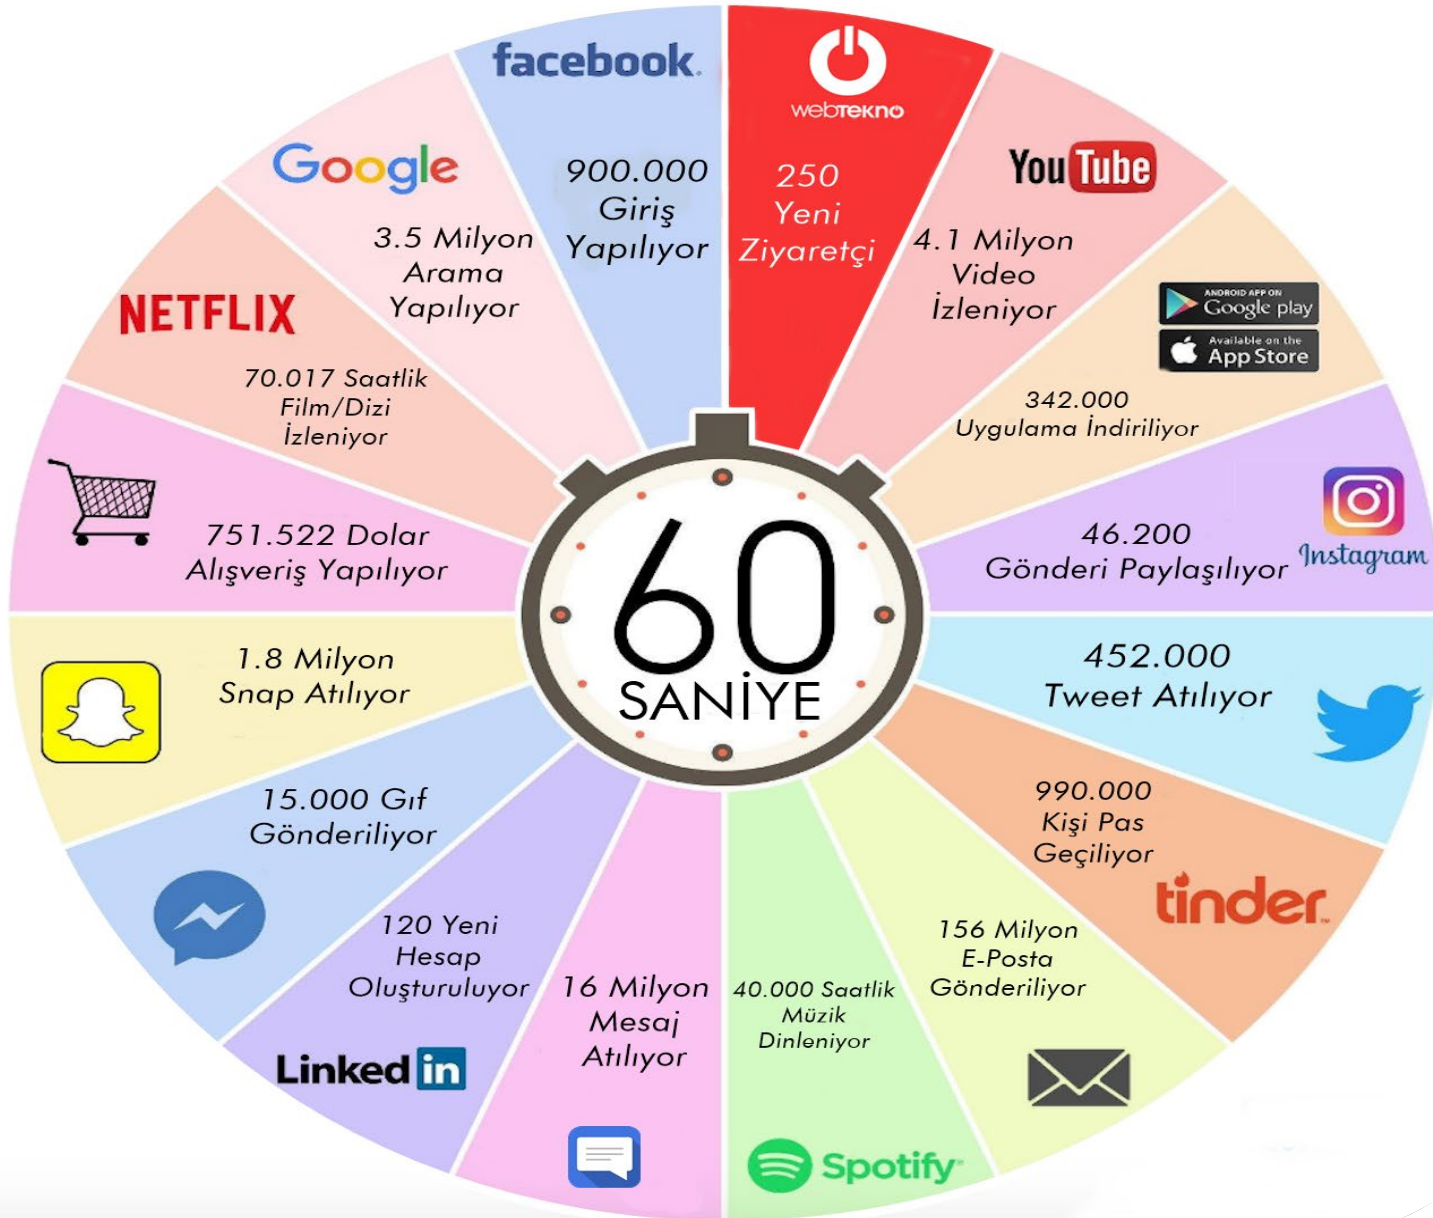 facebook
900.000
Giriş
Yapılıyor
webTEKNO
250
Yeni
Ziyaretçi
YouTube
4.1 Milyon
Video
İzleniyor
ANDROID APP ON
Google play
Available on the
App Store
342.000
Uygulama İndiriliyor
Instagram
46.200
Gönderi Paylaşılıyor
452.000
Tweet Atılıyor
990.000
Kişi Pas
Geçiliyor
tinder
156 Milyon
E-Posta
Gönderiliyor
40.000 Saatlik
Müzik
Dinleniyor
Spotify
16 Milyon
Mesaj
Atılıyor
120 Yeni
Hesap
Oluşturuluyor
Linked in
15.000 Gıf
Gönderiliyor
1.8 Milyon
Snap Atılıyor
751.522 Dolar
Alışveriş Yapılıyor
NETFLIX
70.017 Saatlik
Film/Dizi
İzleniyor
Google
3.5 Milyon
Arama
Yapılıyor
60
SANİYE